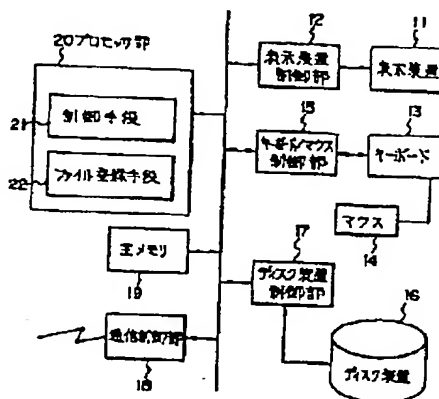 20プロセッサ部
21
制御手段
22
ファイル登録手段
主メモリ
19
通信制御部
18
12
表示装置
制御部
11
表示装置
15
キーボード/マウス
制御部
13
キーボード
マウス
14
17
ディスク装置
制御部
16
ディスク装置